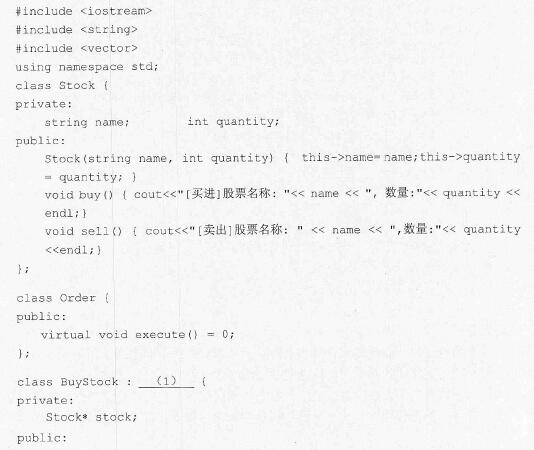 #include <iostream>
#include <string>
#include <vector>
using namespace std;
class Stock {
private:
string name; int quantity;
public:
Stock(string name, int quantity) { this->name= name;this->quantity
= quantity; }
void buy() { cout<<"[买进]股票名称: "<< name << ", 数量:"<< quantity <<
endl;}
void sell() { cout<<"[卖出]股票名称: " << name << ",数量:"<< quantity
<<endl;}
};
class Order {
public:
virtual void execute() = 0;
};
class BuyStock : (1) {
private:
Stock* stock;
public: